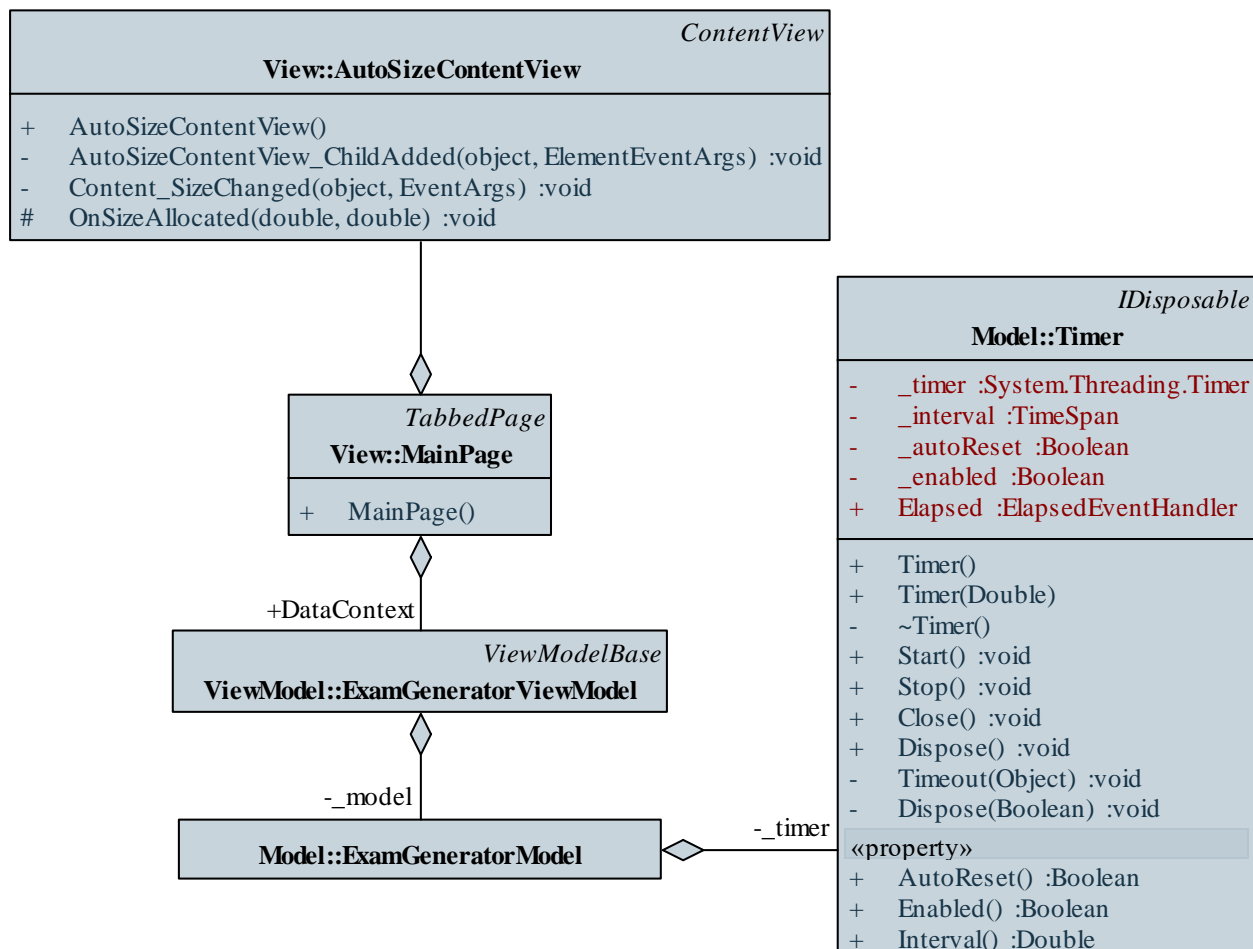 ContentView
View::AutoSizeContentView
+ AutoSizeContentView()
- AutoSizeContentView_ChildAdded(object, ElementEventArgs) :void
- Content_SizeChanged(object, EventArgs) :void
# OnSizeAllocated(double, double) :void
TabbedPage
View::MainPage
+ MainPage()
+DataContext
ViewModelBase
ViewModel::ExamGeneratorViewModel
-_model
Model::ExamGeneratorModel
-_timer
IDisposable
Model::Timer
- _timer :System.Threading.Timer
- _interval :TimeSpan
- _autoReset :Boolean
- _enabled :Boolean
+ Elapsed :ElapsedEventHandler
+ Timer()
+ Timer(Double)
- ~Timer()
+ Start() :void
+ Stop() :void
+ Close() :void
+ Dispose() :void
- Timeout(Object) :void
- Dispose(Boolean) :void
«property»
+ AutoReset() :Boolean
+ Enabled() :Boolean
+ Interval() :Double